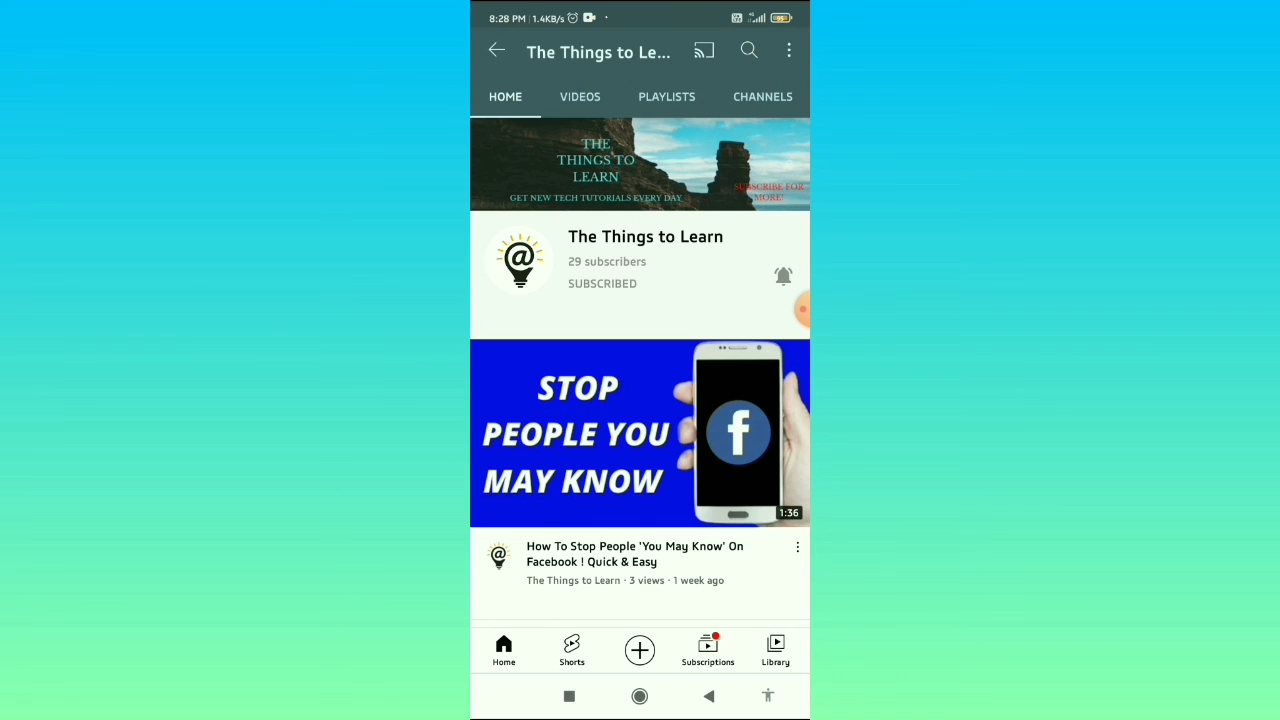 8:28 PM | 1.4KB/s
95
The Things to Le...
HOME VIDEOS PLAYLISTS CHANNELS
THE
THINGS TO
LEARN
GET NEW TECH TUTORIALS EVERY DAY
SUBSCRIBE FOR
MORE!
@
The Things to Learn
29 subscribers
SUBSCRIBED
STOP
PEOPLE YOU
MAY KNOW
f
1:36
@
How To Stop People 'You May Know' On
Facebook ! Quick & Easy
The Things to Learn · 3 views · 1 week ago
Home Shorts Subscriptions Library